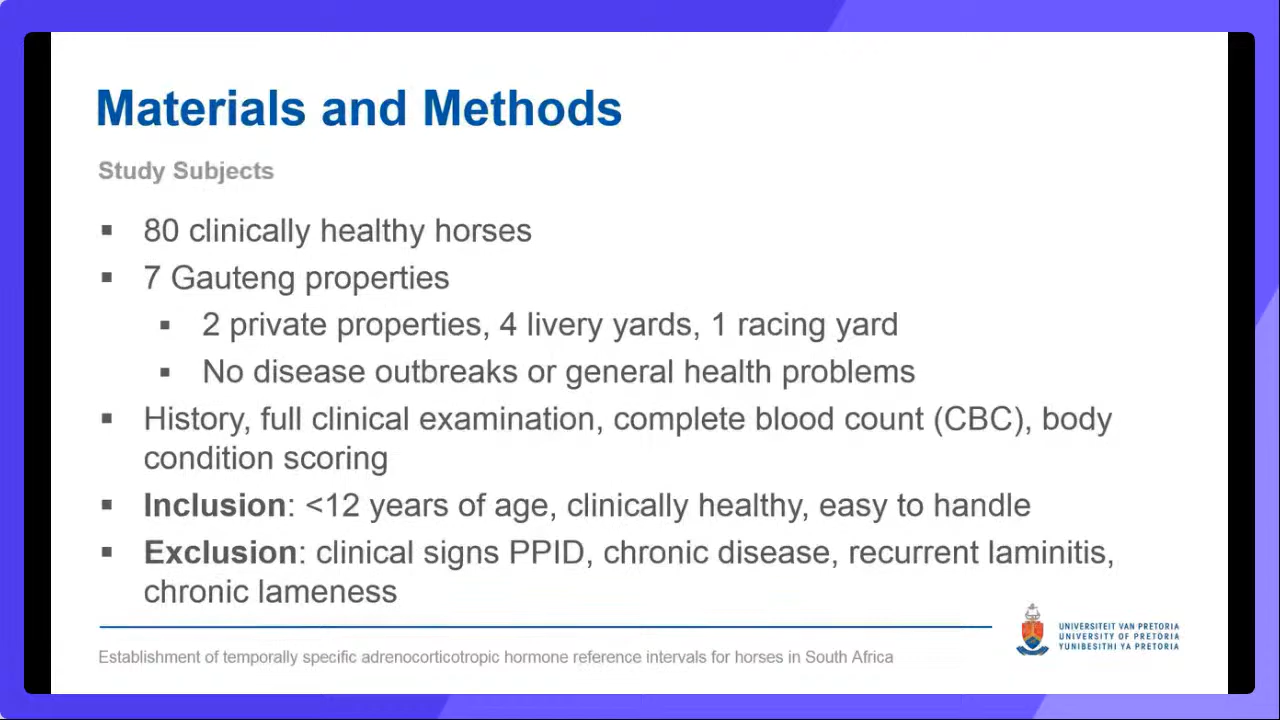 Materials and Methods
Study Subjects
▪ 80 clinically healthy horses
▪ 7 Gauteng properties
▪ 2 private properties, 4 livery yards, 1 racing yard
▪ No disease outbreaks or general health problems
▪ History, full clinical examination, complete blood count (CBC), body
condition scoring
▪ Inclusion: <12 years of age, clinically healthy, easy to handle
▪ Exclusion: clinical signs PPID, chronic disease, recurrent laminitis,
chronic lameness
UNIVERSITEIT VAN PRETORIA
UNIVERSITY OF PRETORIA
YUNIBESITHI YA PRETORIA
Establishment of temporally specific adrenocorticotropic hormone reference intervals for horses in South Africa